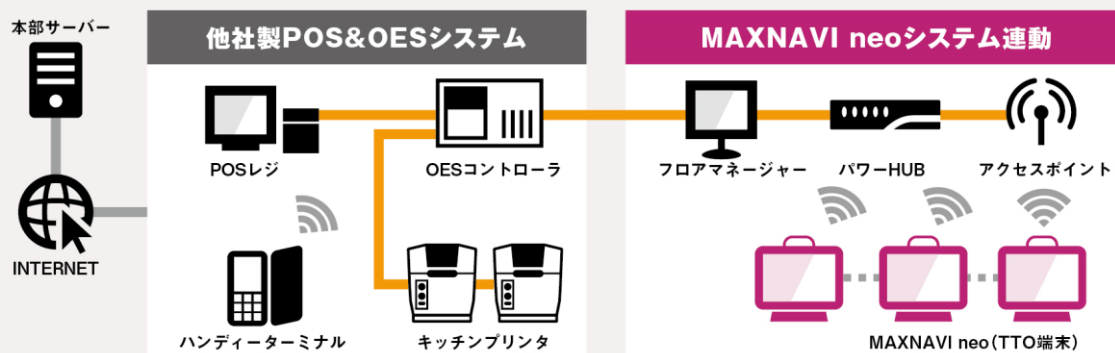 本部サーバー
他社製POS&OESシステム
MAXNAVI neoシステム連動
POSレジ
OESコントローラ
フロアマネージャー
パワーHUB
アクセスポイント
INTERNET
ハンディーターミナル
キッチンプリンタ
MAXNAVI neo(TTO端末)